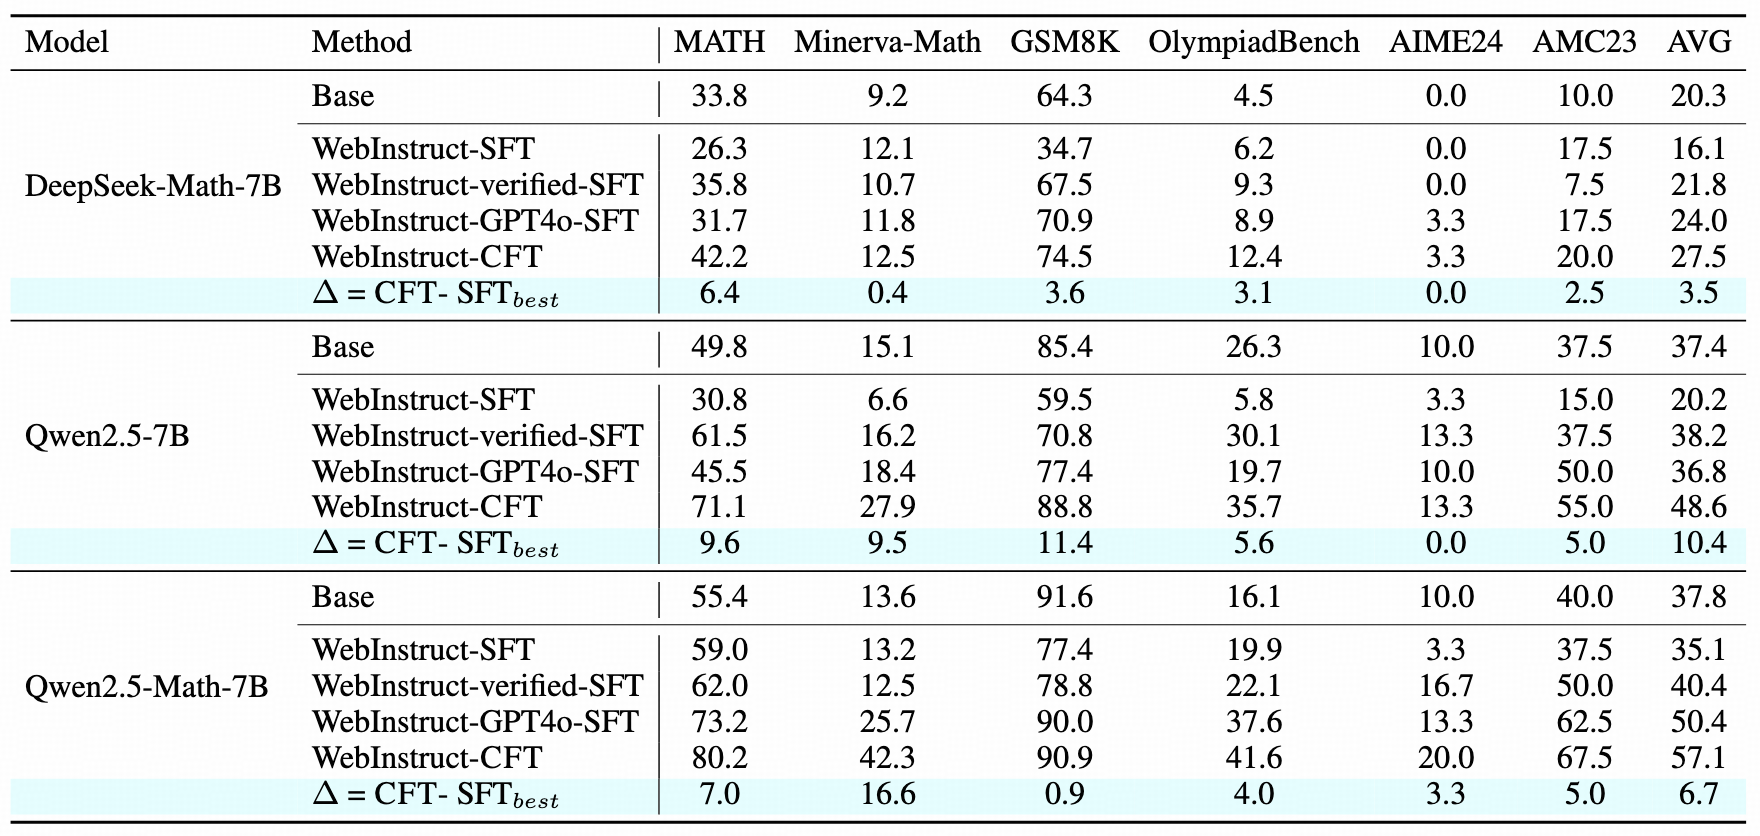 Model Method MATH Minerva-Math GSM8K OlympiadBench AIME24 AMC23 AVG
Base 33.8 9.2 64.3 4.5 0.0 10.0 20.3
WebInstruct-SFT 26.3 12.1 34.7 6.2 0.0 17.5 16.1
DeepSeek-Math-7B WebInstruct-verified-SFT 35.8 10.7 67.5 9.3 0.0 7.5 21.8
WebInstruct-GPT4o-SFT 31.7 11.8 70.9 8.9 3.3 17.5 24.0
WebInstruct-CFT 42.2 12.5 74.5 12.4 3.3 20.0 27.5
Δ = CFT- SFTbest 6.4 0.4 3.6 3.1 0.0 2.5 3.5
Base 49.8 15.1 85.4 26.3 10.0 37.5 37.4
WebInstruct-SFT 30.8 6.6 59.5 5.8 3.3 15.0 20.2
Qwen2.5-7B WebInstruct-verified-SFT 61.5 16.2 70.8 30.1 13.3 37.5 38.2
WebInstruct-GPT4o-SFT 45.5 18.4 77.4 19.7 10.0 50.0 36.8
WebInstruct-CFT 71.1 27.9 88.8 35.7 13.3 55.0 48.6
Δ = CFT- SFTbest 9.6 9.5 11.4 5.6 0.0 5.0 10.4
Base 55.4 13.6 91.6 16.1 10.0 40.0 37.8
WebInstruct-SFT 59.0 13.2 77.4 19.9 3.3 37.5 35.1
Qwen2.5-Math-7B WebInstruct-verified-SFT 62.0 12.5 78.8 22.1 16.7 50.0 40.4
WebInstruct-GPT4o-SFT 73.2 25.7 90.0 37.6 13.3 62.5 50.4
WebInstruct-CFT 80.2 42.3 90.9 41.6 20.0 67.5 57.1
Δ = CFT- SFTbest 7.0 16.6 0.9 4.0 3.3 5.0 6.7